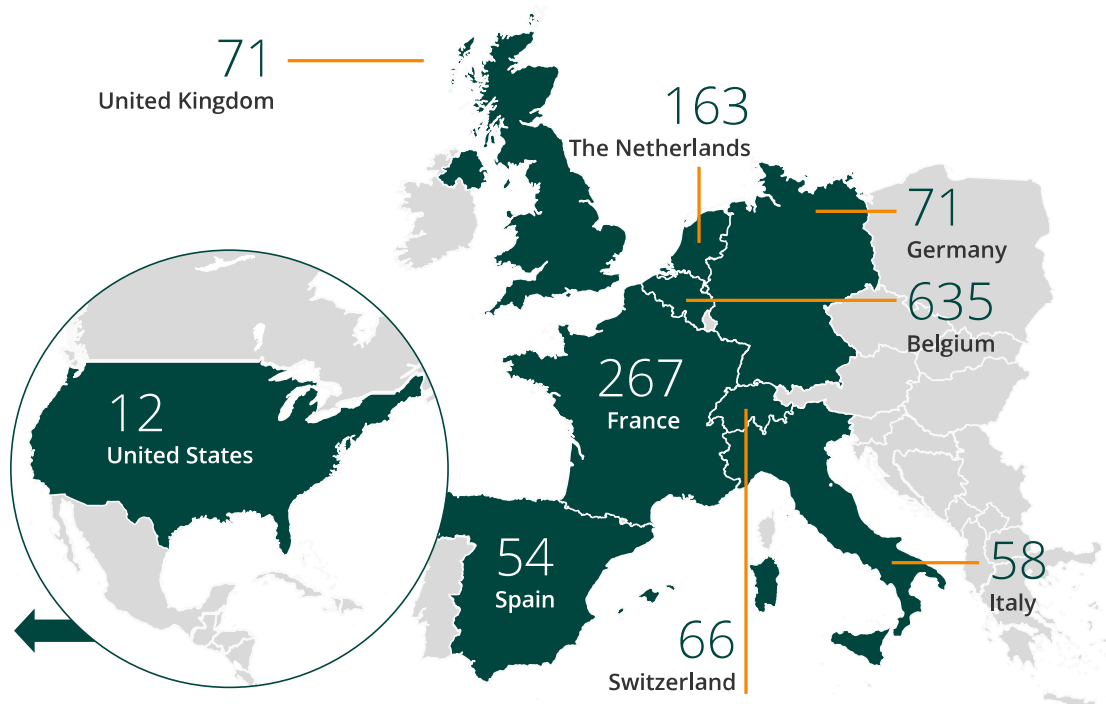 71
United Kingdom
163
The Netherlands
71
Germany
635
Belgium
267
France
12
United States
54
Spain
58
Italy
66
Switzerland